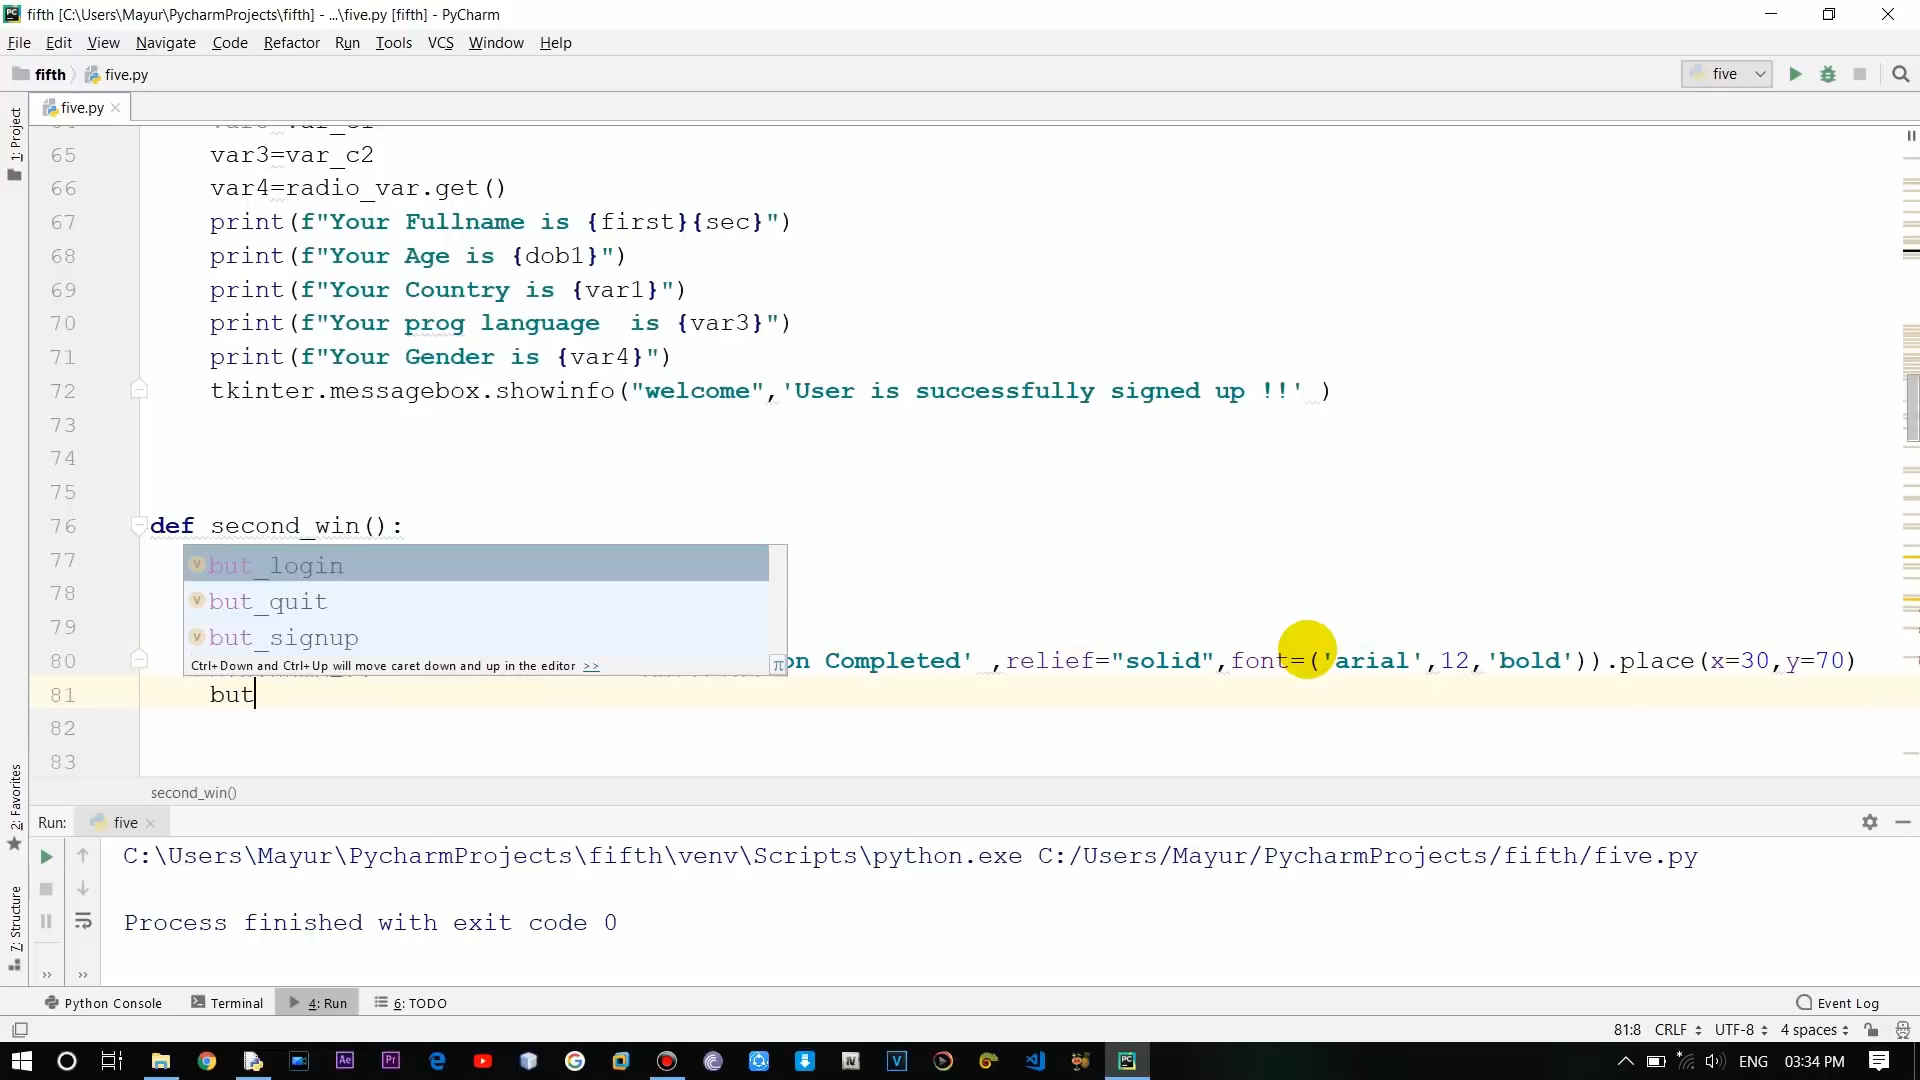 fifth [C:\Users\Mayur\PycharmProjects\fifth] - ...\five.py [fifth] - PyCharm
File Edit View Navigate Code Refactor Run Tools VCS Window Help
fifth five.py
five
five.py
1: Project
65 var3=var_c2
66 var4=radio_var.get()
67 print(f"Your Fullname is {first}{sec}")
68 print(f"Your Age is {dob1}")
69 print(f"Your Country is {var1}")
70 print(f"Your prog language  is {var3}")
71 print(f"Your Gender is {var4}")
72 tkinter.messagebox.showinfo("welcome",'User is successfully signed up !!' )
73
74
75
76 def second_win():
77
but_login
78
but_quit
79
but_signup
Ctrl+Down and Ctrl+Up will move caret down and up in the editor >> π
80 on Completed' ,relief="solid",font=('arial',12,'bold')).place(x=30,y=70)
81 but
82
83
second_win()
2: Favorites
7: Structure
Run: five
C:\Users\Mayur\PycharmProjects\fifth\venv\Scripts\python.exe C:/Users/Mayur/PycharmProjects/fifth/five.py
Process finished with exit code 0
Python Console Terminal 4: Run 6: TODO Event Log
81:8 CRLF UTF-8 4 spaces
ENG 03:34 PM